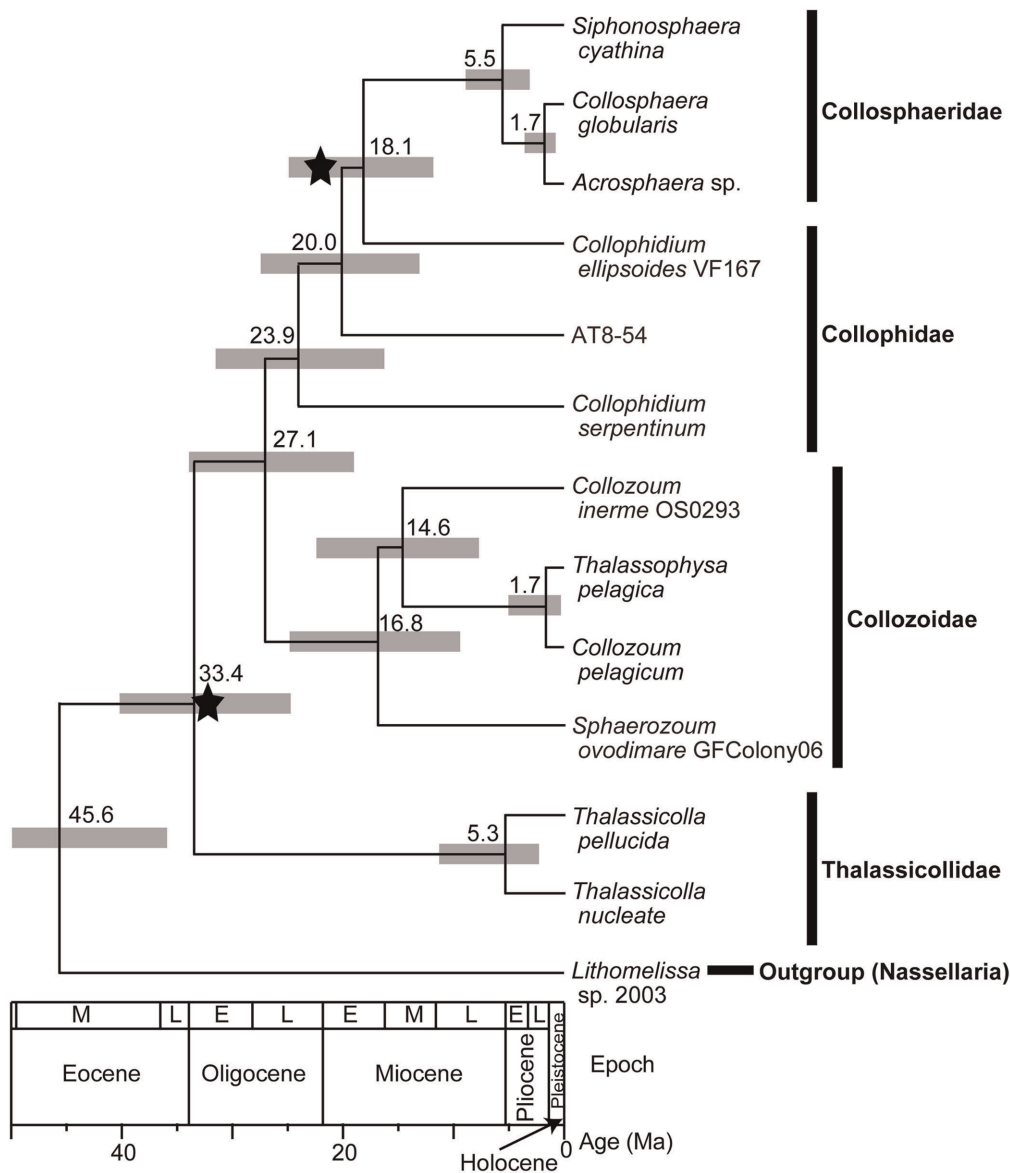 Siphonosphaera
cyathina
5.5
Collosphaera
globularis
1.7
Collosphaeridae
18.1
Acrosphaera sp.
20.0
Collophidium
ellipsoides VF167
23.9
AT8-54
Collophidae
Collophidium
serpentinum
27.1
Collozoum
inerme OS0293
14.6
Thalassophysa
pelagica
1.7
16.8
Collozoidae
Collozoum
pelagicum
33.4
Sphaerozoum
ovodimare GFColony06
45.6
Thalassicolla
pellucida
5.3
Thalassicollidae
Thalassicolla
nucleate
Lithomelissa
sp. 2003
Outgroup (Nassellaria)
M L E L E M L E L
Eocene Oligocene Miocene Pliocene Pleistocene
Epoch
40 20 0
Age (Ma)
Holocene